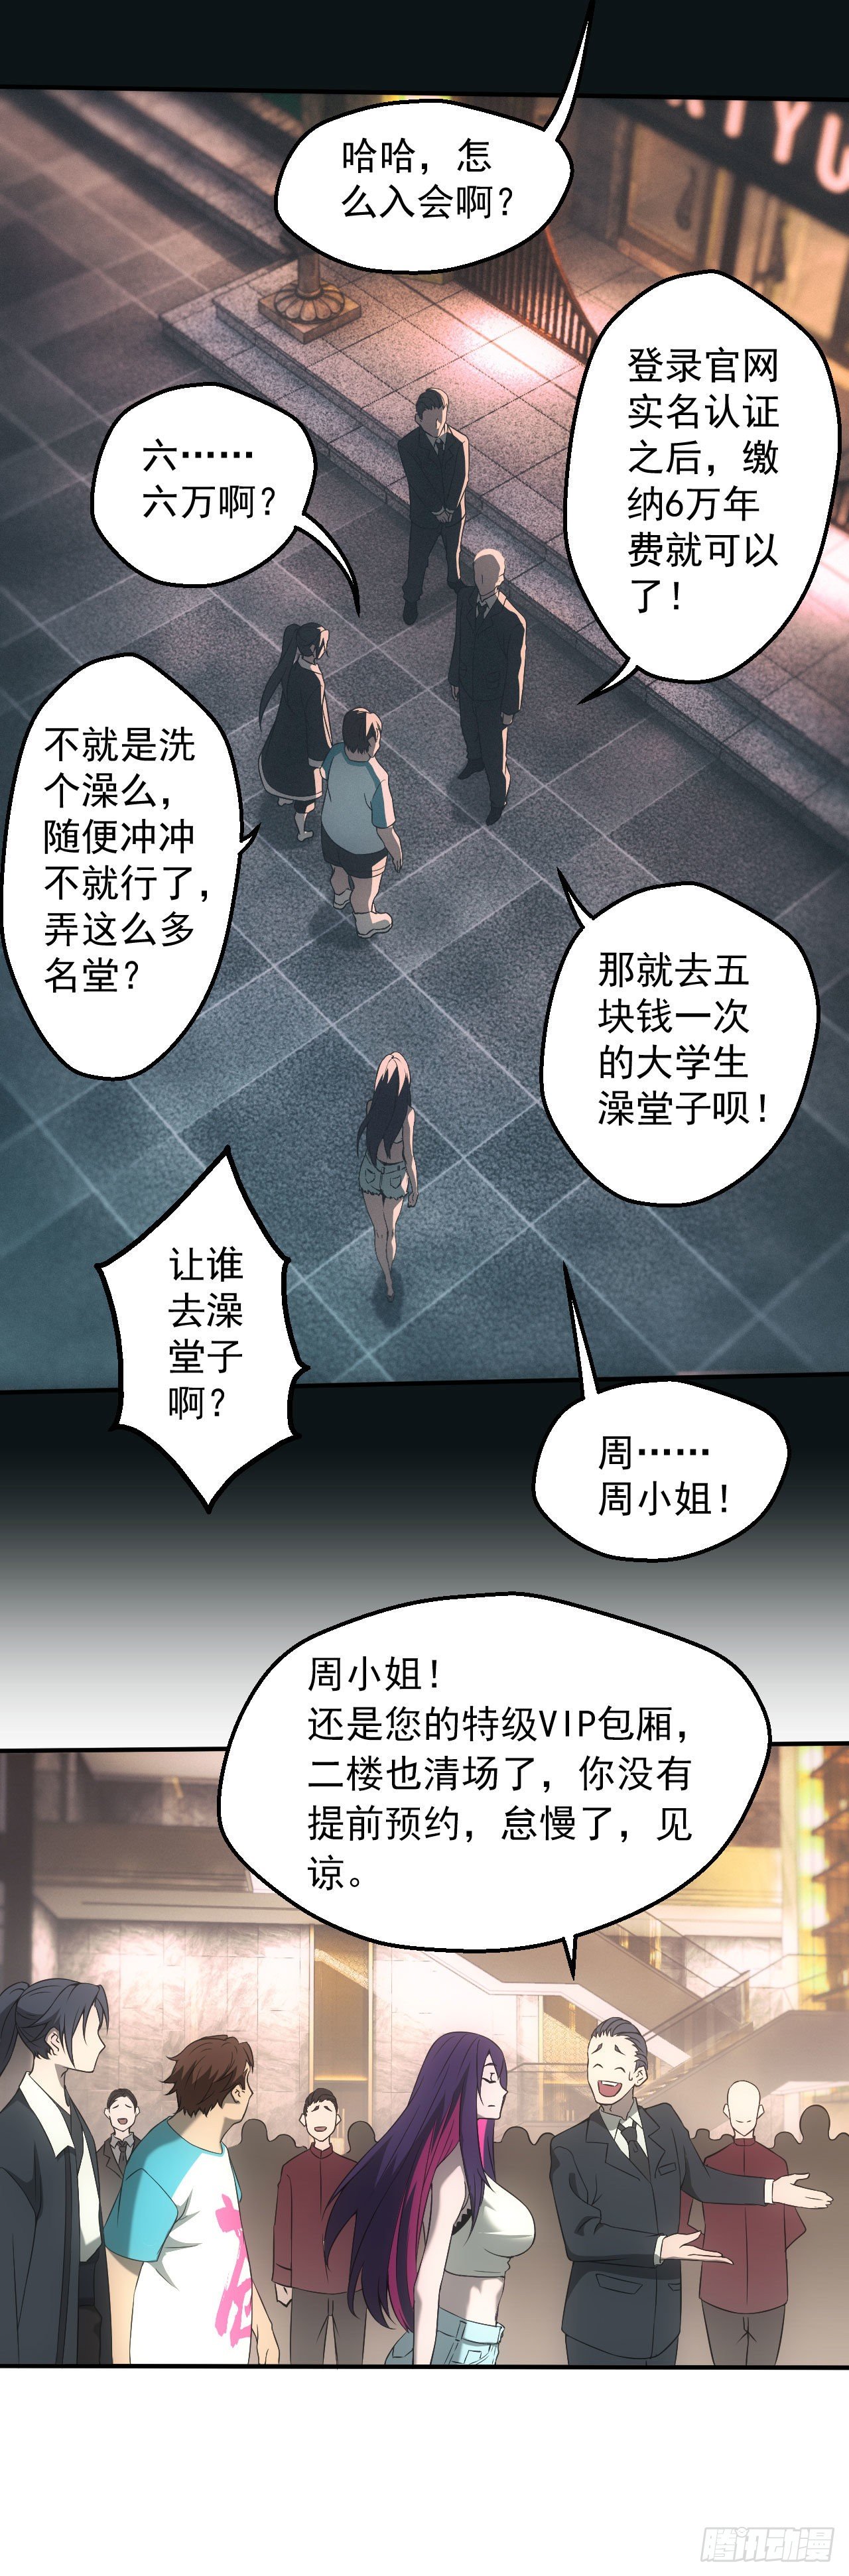 哈哈，怎
么入会啊？
登录官网
实名认证
之后，缴
纳6万年
费就可以
了！
六……
六万啊？
不就是洗
个澡么，
随便冲冲
不就行了，
弄这么多
名堂？
那就去五
块钱一次
的大学生
澡堂子呗！
让谁
去澡
堂子
啊？
周……
周小姐！
周小姐！
还是您的特级VIP包厢，
二楼也清场了，你没有
提前预约，怠慢了，见
谅。
腾讯动漫